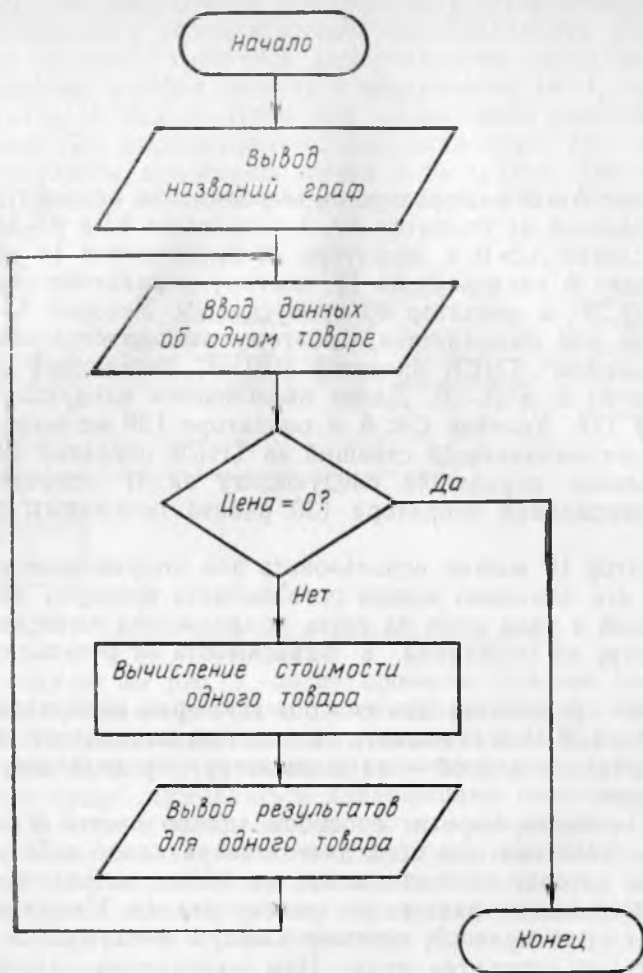 Начало
Вывод
названий граф
Ввод данных
об одном товаре
Цена = 0?
Да
Нет
Вычисление стоимости
одного товара
Вывод результатов
для одного товара
Конец